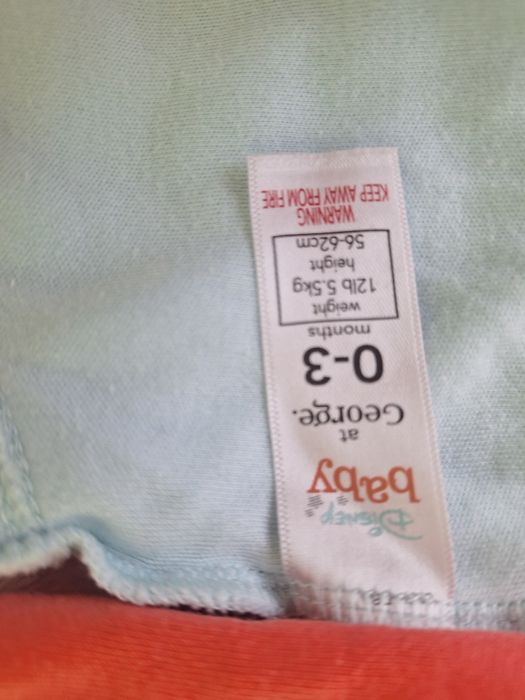 Disney
baby
at
George.
0-3
months
weight
12lb 5.5kg
height
56-62cm
WARNING
KEEP AWAY FROM FIRE